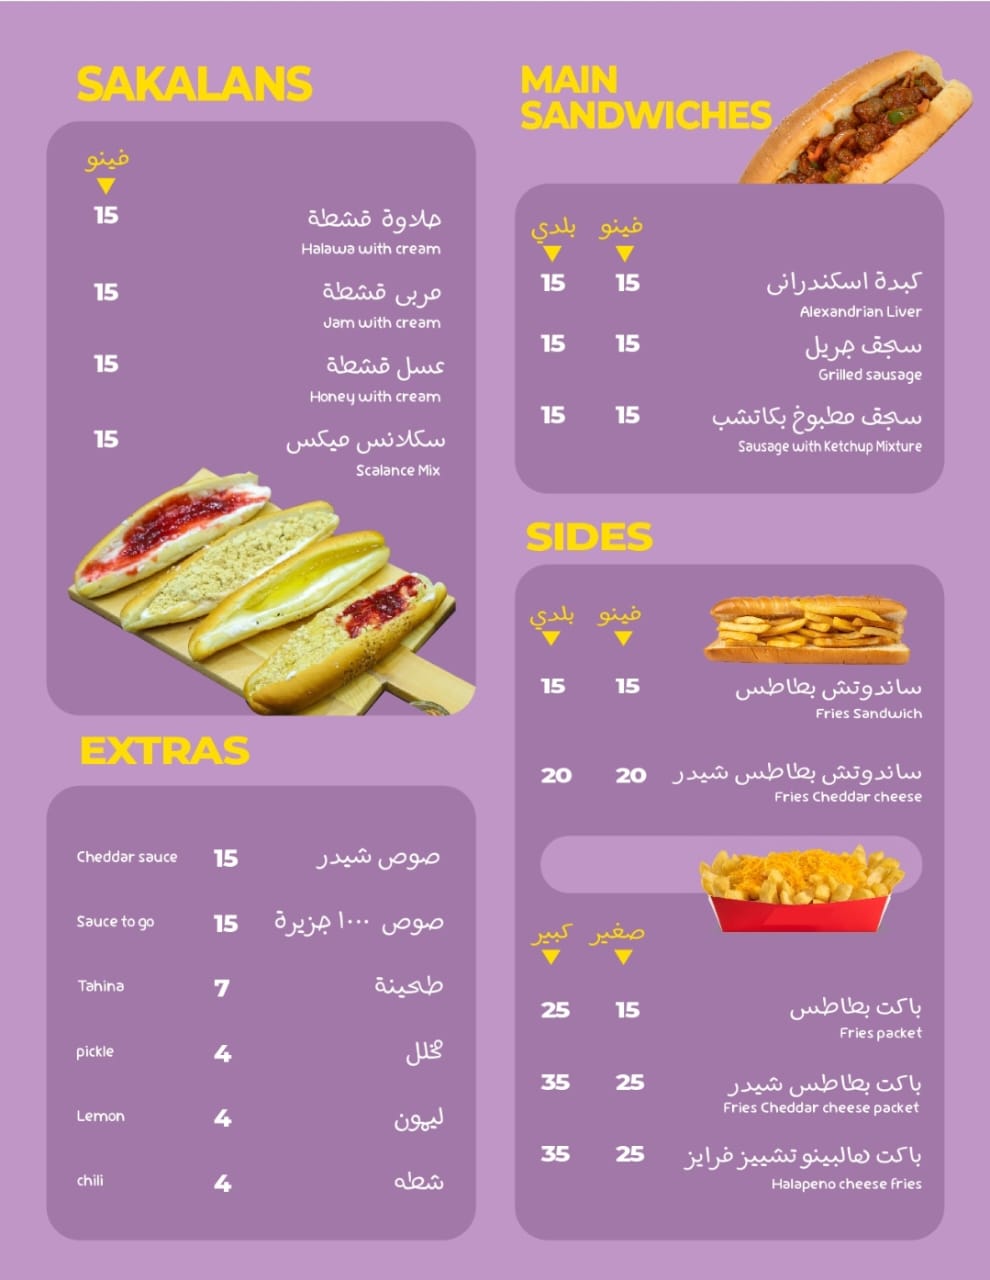 SAKALANS
فينو
15
حلاوة قشطة
Halawa with cream
15
مربى قشطة
Jam with cream
15
عسل قشطة
Honey with cream
15
سكلانس ميكس
Scalance Mix
EXTRAS
Cheddar sauce 15 صوص شيدر
Sauce to go 15 صوص ١٠٠٠ جزيرة
Tahina 7 طحينة
pickle 4 مخلل
Lemon 4 ليمون
chili 4 شطه
MAIN
SANDWICHES
بلدي فينو
15 15 كبدة اسكندرانى
Alexandrian Liver
15 15 سجق جريل
Grilled sausage
15 15 سجق مطبوخ بكاتشب
Sausage with Ketchup Mixture
SIDES
بلدي فينو
15 15 ساندوتش بطاطس
Fries Sandwich
20 20 ساندوتش بطاطس شيدر
Fries Cheddar cheese
كبير صغير
25 15 باكت بطاطس
Fries packet
35 25 باكت بطاطس شيدر
Fries Cheddar cheese packet
35 25 باكت هالبينو تشييز فرايز
Halapeno cheese fries